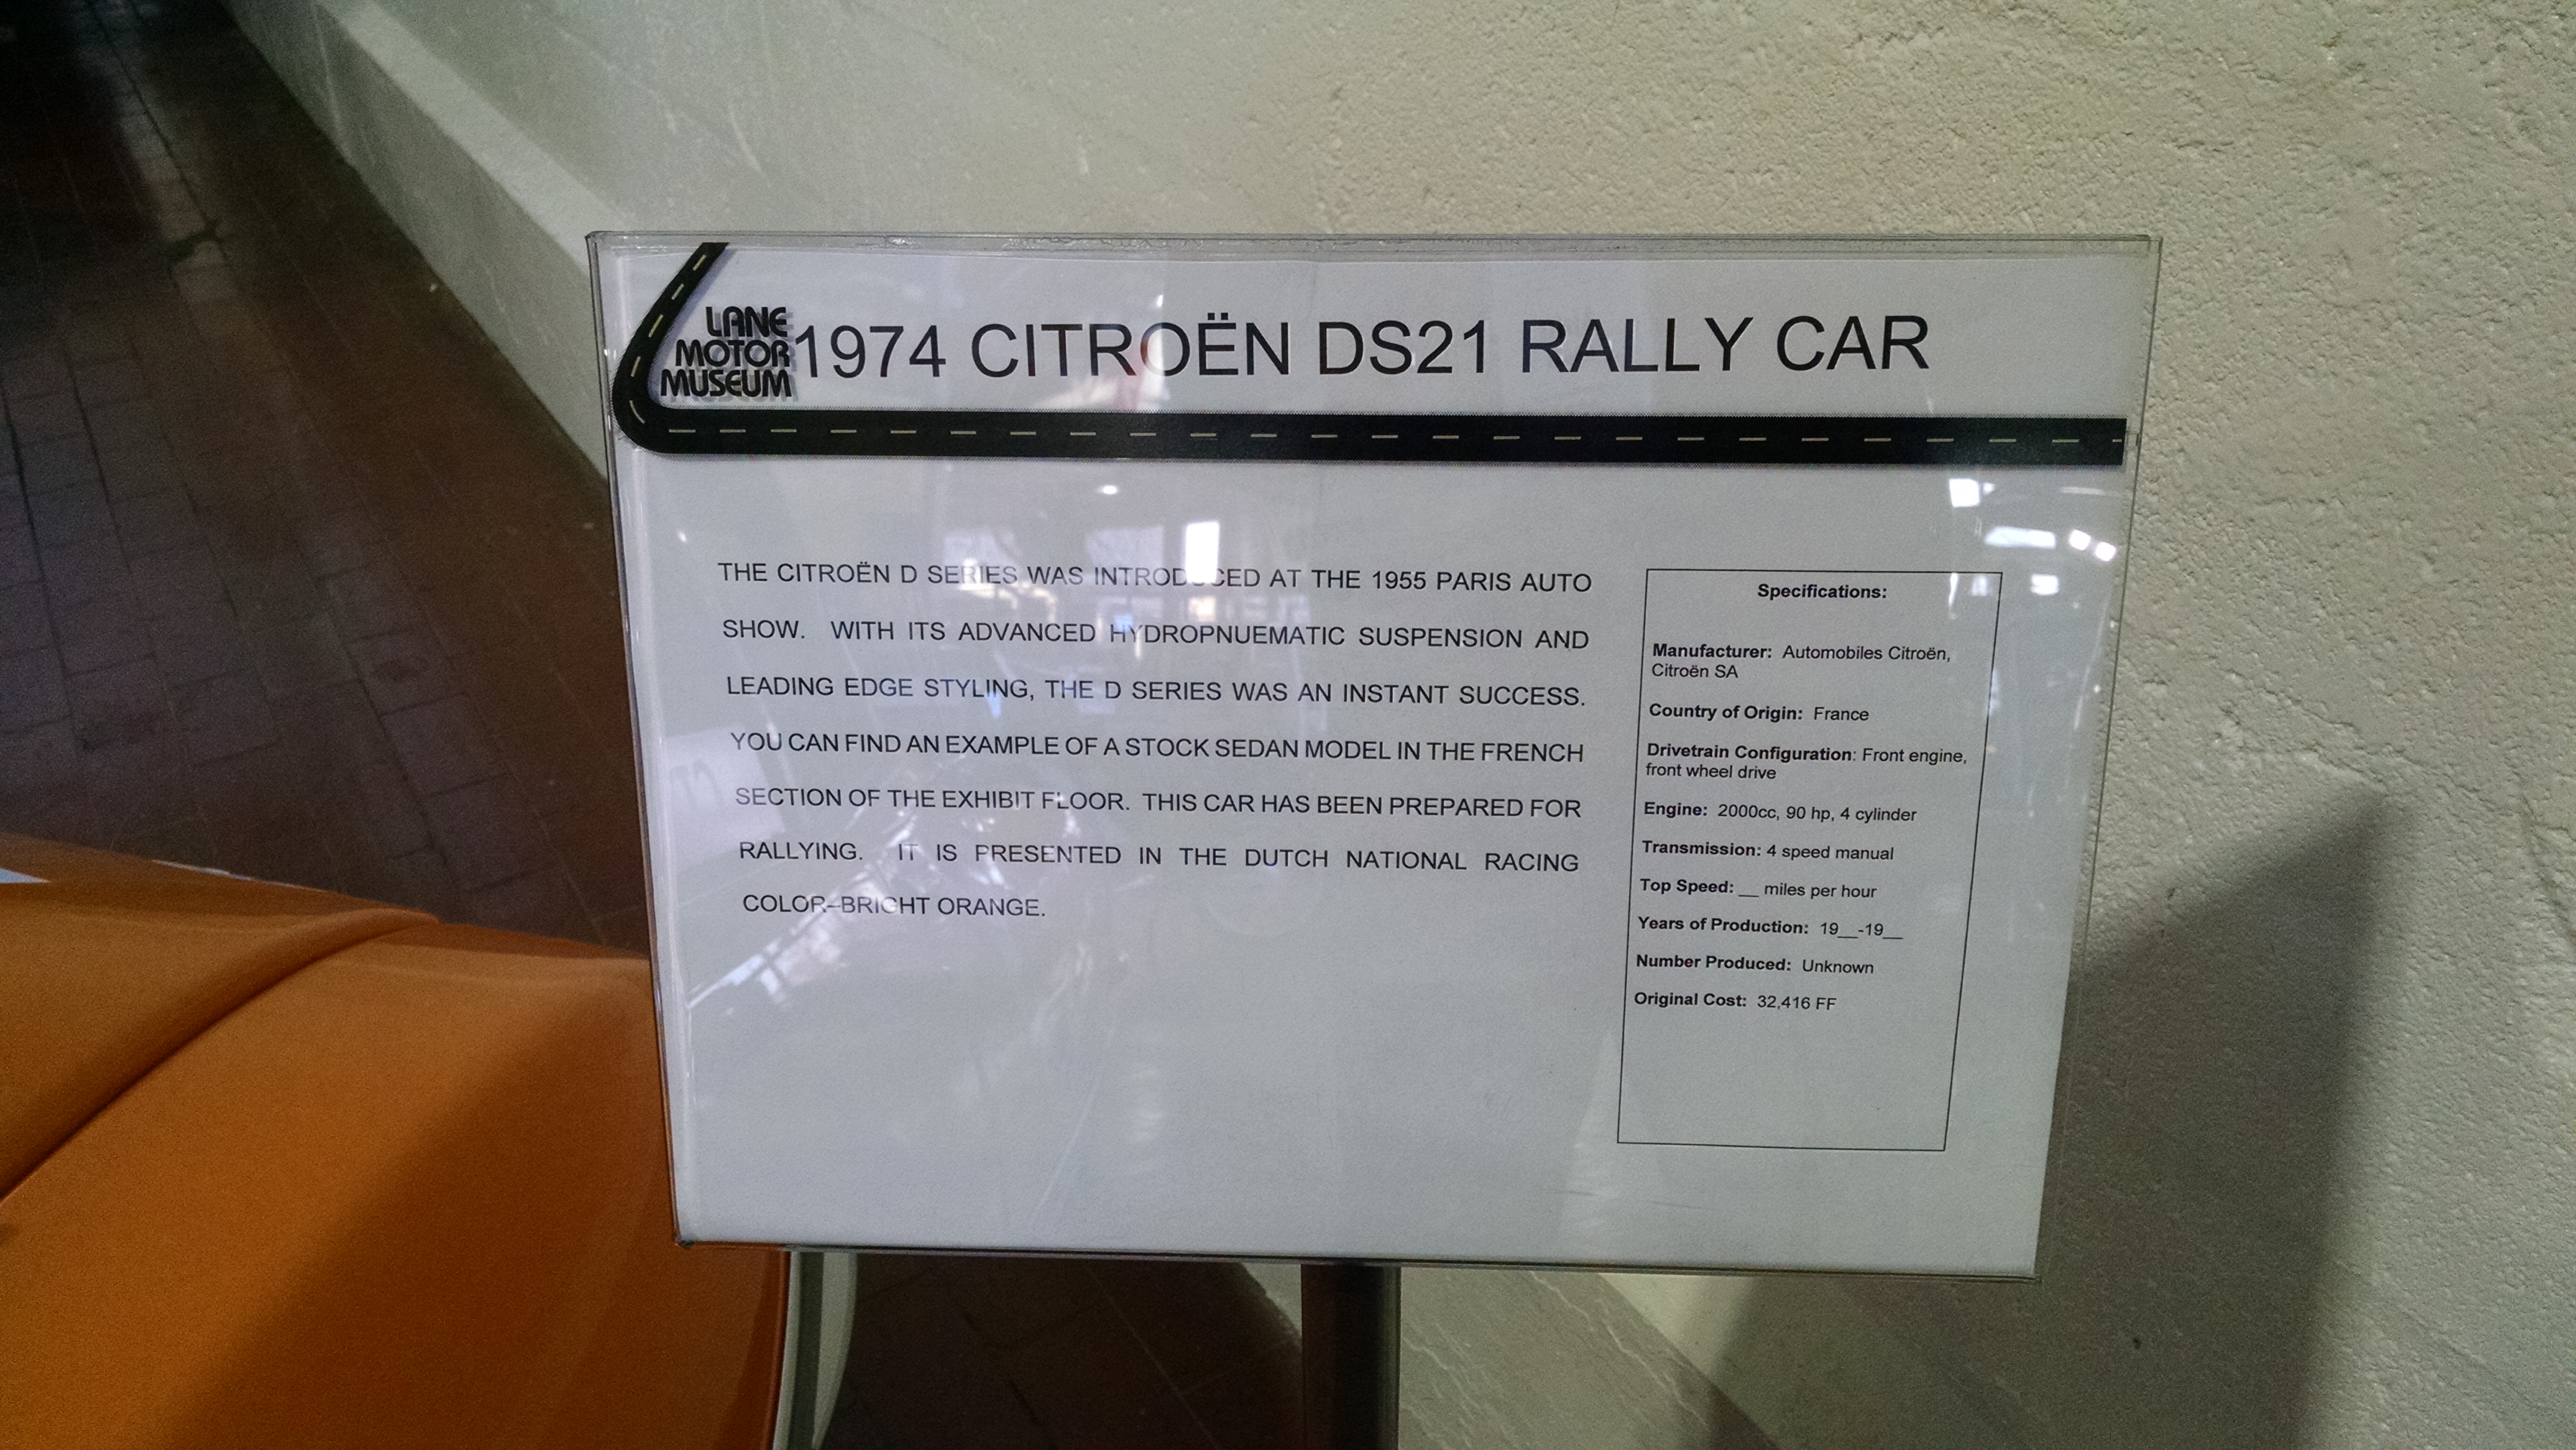 LANE
MOTOR
MUSEUM
1974 CITROËN DS21 RALLY CAR
THE CITROËN D SERIES WAS INTRODUCED AT THE 1955 PARIS AUTO
SHOW. WITH ITS ADVANCED HYDROPNUEMATIC SUSPENSION AND
LEADING EDGE STYLING, THE D SERIES WAS AN INSTANT SUCCESS.
YOU CAN FIND AN EXAMPLE OF A STOCK SEDAN MODEL IN THE FRENCH
SECTION OF THE EXHIBIT FLOOR. THIS CAR HAS BEEN PREPARED FOR
RALLYING. IT IS PRESENTED IN THE DUTCH NATIONAL RACING
COLOR–BRIGHT ORANGE.
Specifications:
Manufacturer: Automobiles Citroën,
Citroën SA
Country of Origin: France
Drivetrain Configuration: Front engine,
front wheel drive
Engine: 2000cc, 90 hp, 4 cylinder
Transmission: 4 speed manual
Top Speed: __ miles per hour
Years of Production: 19__-19__
Number Produced: Unknown
Original Cost: 32,416 FF